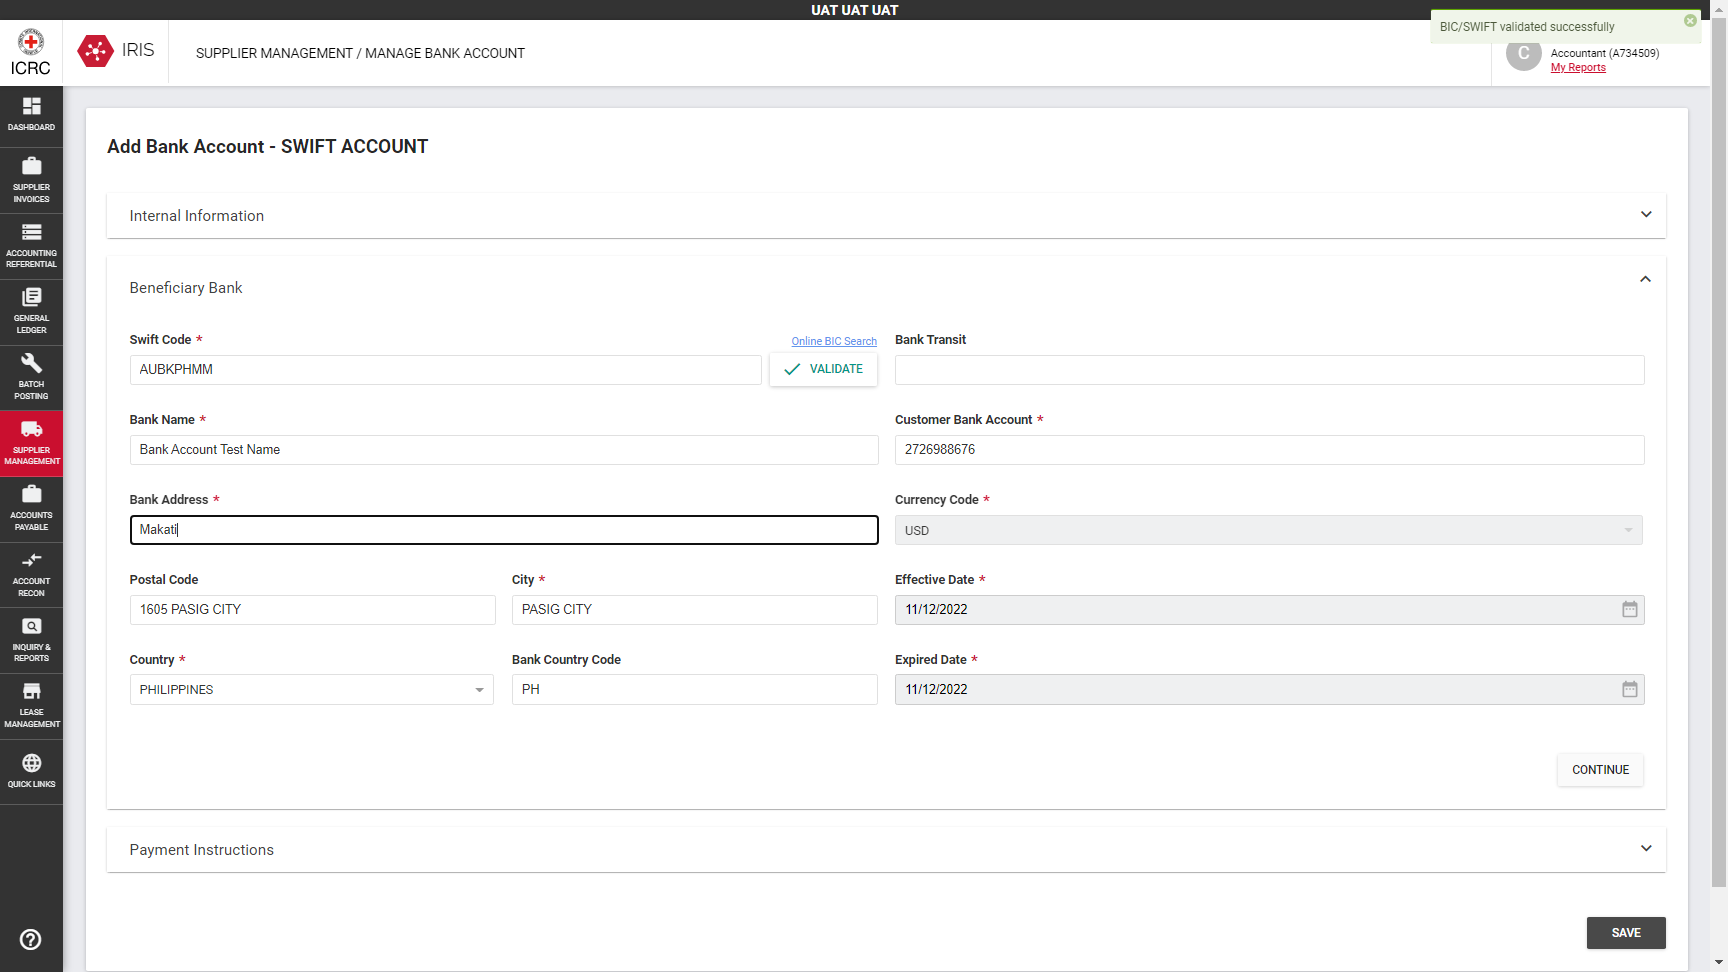 UAT UAT UAT
BIC/SWIFT validated successfully
ICRC
IRIS
SUPPLIER MANAGEMENT / MANAGE BANK ACCOUNT
C
Accountant (A734509)
My Reports
DASHBOARD
SUPPLIER
INVOICES
ACCOUNTING
REFERENTIAL
GENERAL
LEDGER
BATCH
POSTING
SUPPLIER
MANAGEMENT
ACCOUNTS
PAYABLE
ACCOUNT
RECON
INQUIRY &
REPORTS
LEASE
MANAGEMENT
QUICK LINKS
Add Bank Account - SWIFT ACCOUNT
Internal Information
Beneficiary Bank
Swift Code *
Online BIC Search
Bank Transit
AUBKPHMM
VALIDATE
Bank Name *
Customer Bank Account *
Bank Account Test Name
2726988676
Bank Address *
Currency Code *
Makati
USD
Postal Code
City *
Effective Date *
1605 PASIG CITY
PASIG CITY
11/12/2022
Country *
Bank Country Code
Expired Date *
PHILIPPINES
PH
11/12/2022
CONTINUE
Payment Instructions
SAVE